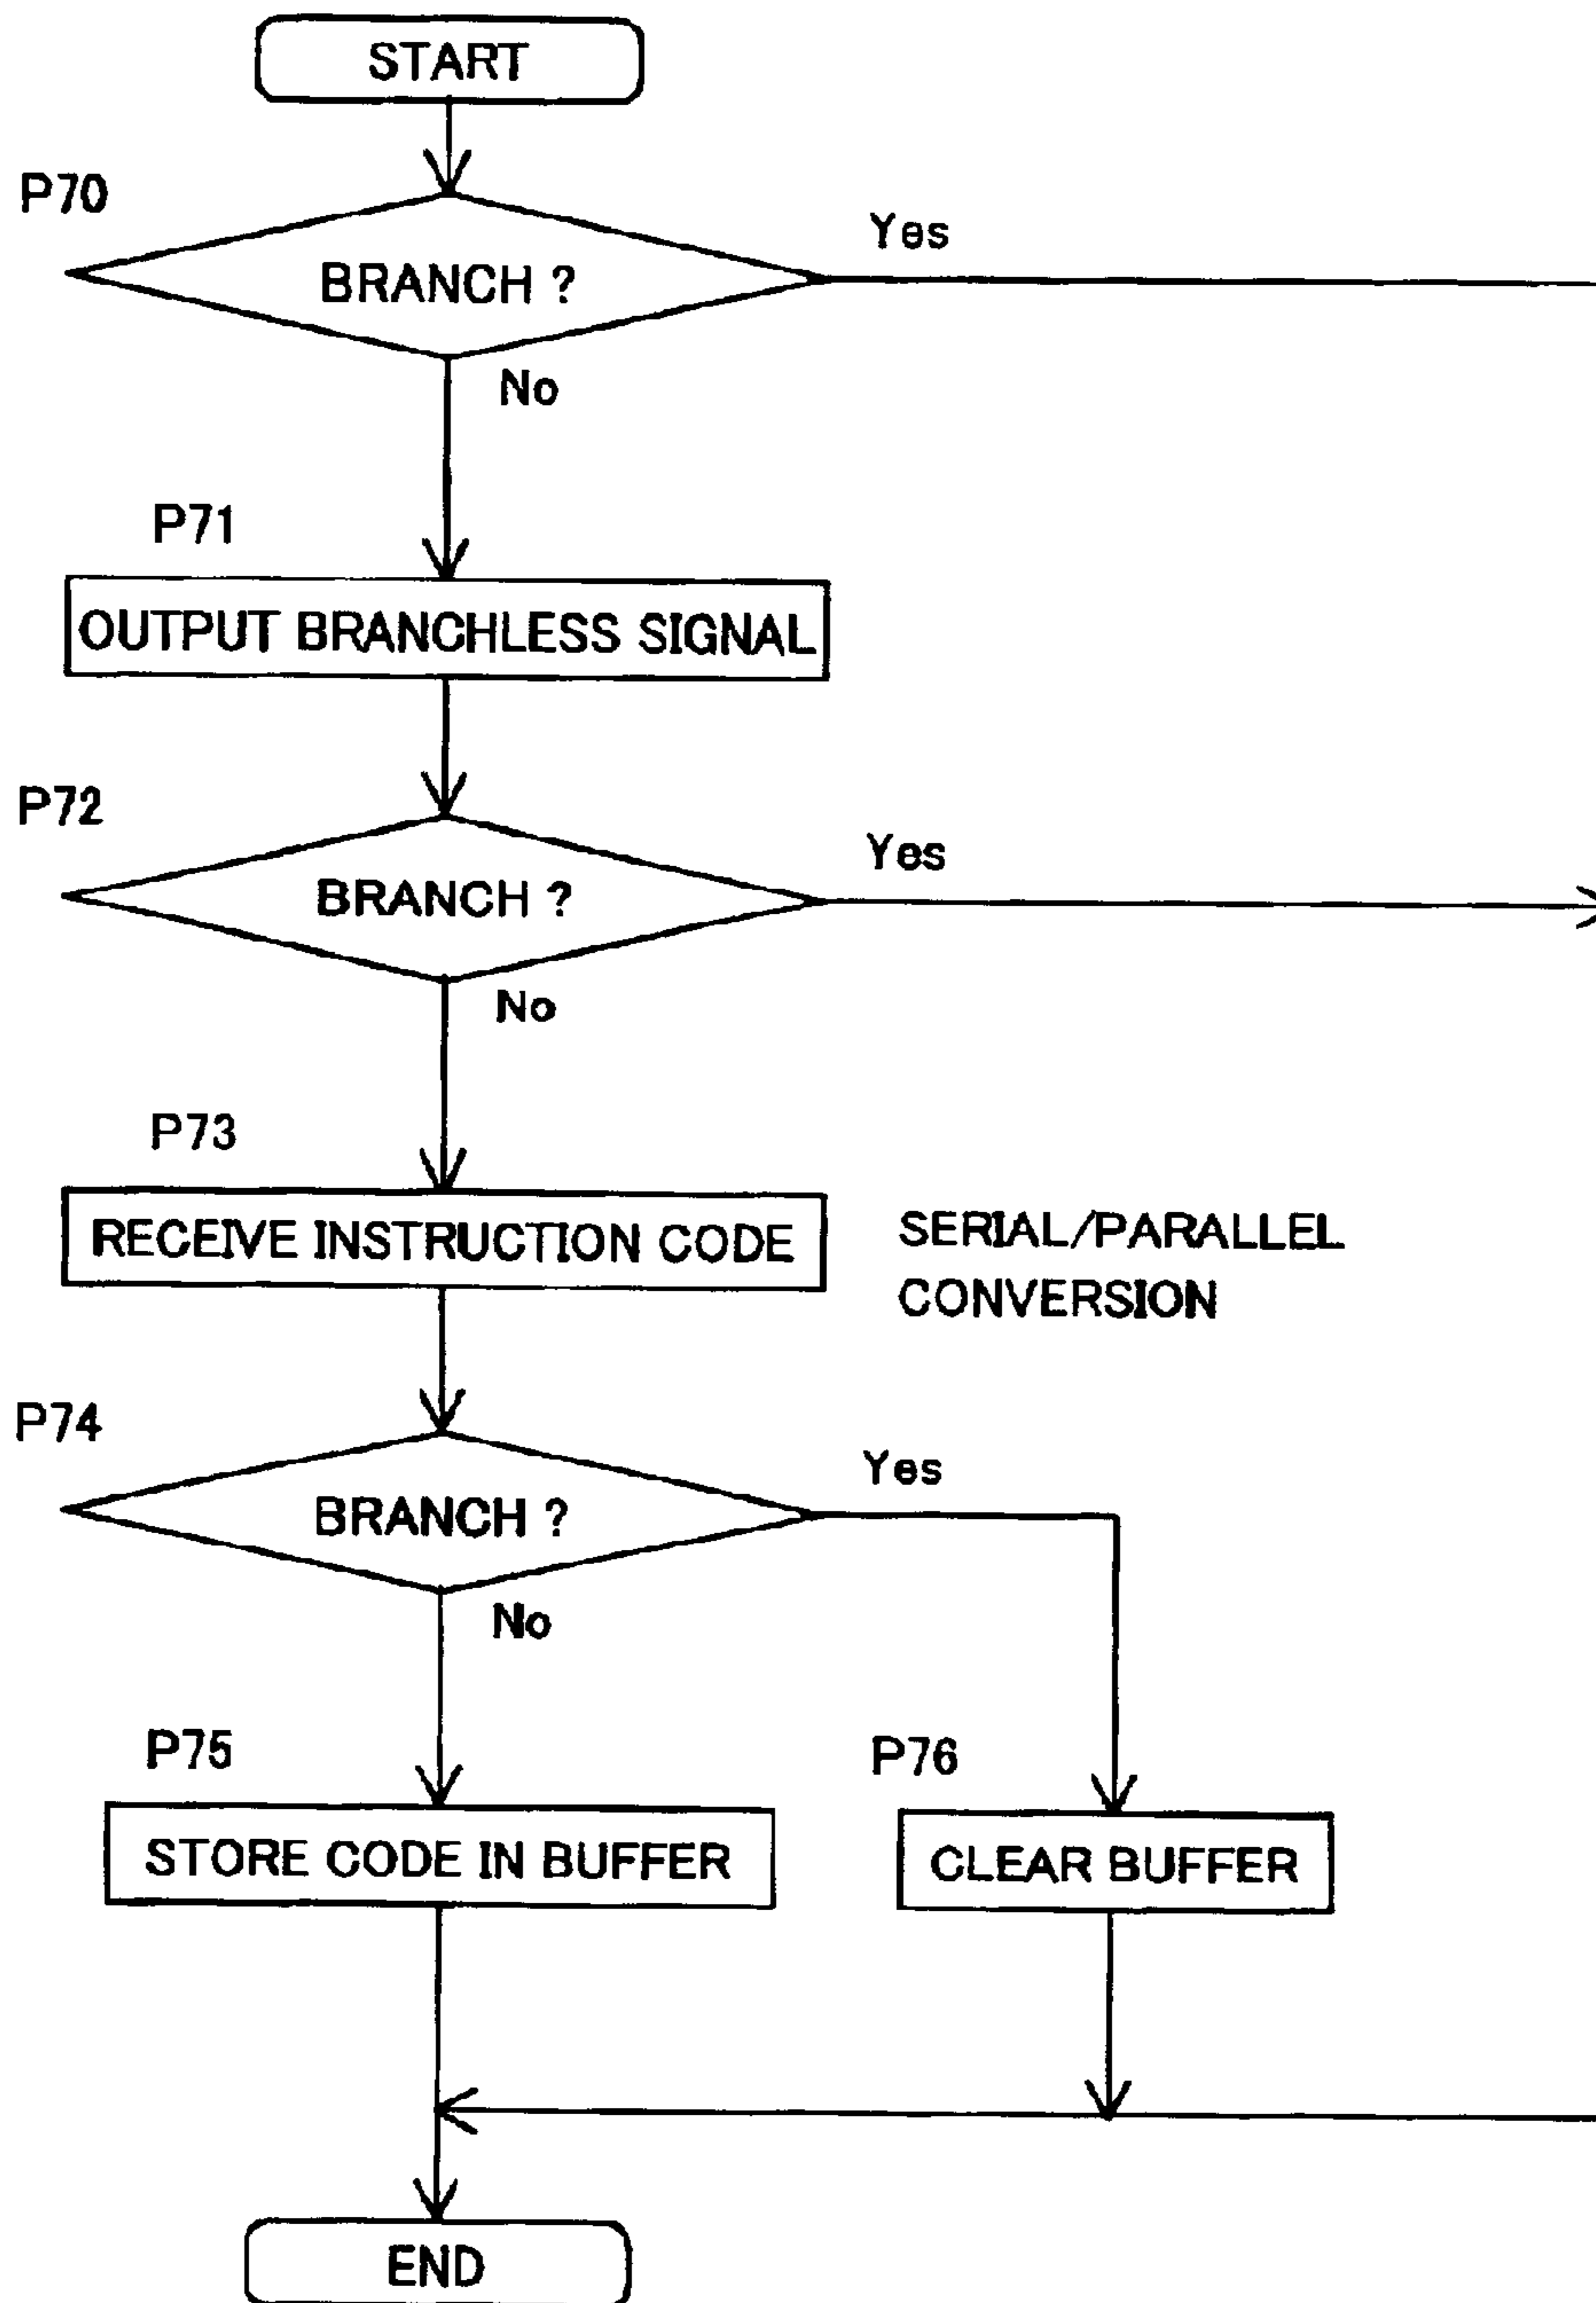 START
P70
Yes
BRANCH ?
No
P71
OUTPUT BRANCHLESS SIGNAL
P72
Yes
BRANCH ?
No
P73
RECEIVE INSTRUCTION CODE
SERIAL/PARALLEL
CONVERSION
P74
Yes
BRANCH ?
No
P75
P76
STORE CODE IN BUFFER
CLEAR BUFFER
END